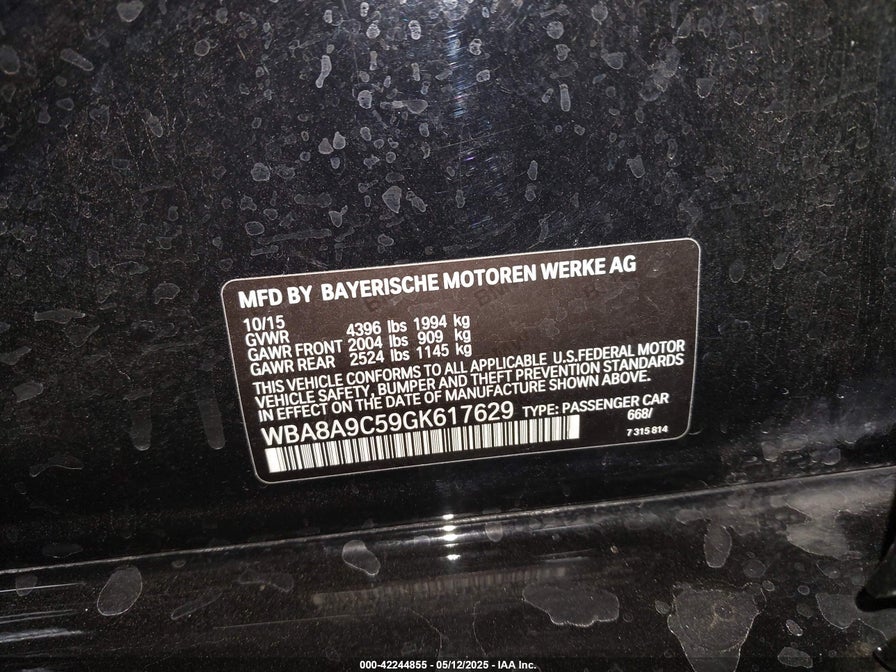 MFD BY BAYERISCHE MOTOREN WERKE AG
10/15
GVWR 4396 lbs 1994 kg
GAWR FRONT 2004 lbs 909 kg
GAWR REAR 2524 lbs 1145 kg
THIS VEHICLE CONFORMS TO ALL APPLICABLE U.S.FEDERAL MOTOR
VEHICLE SAFETY, BUMPER AND THEFT PREVENTION STANDARDS
IN EFFECT ON THE DATE OF MANUFACTURE SHOWN ABOVE.
WBA8A9C59GK617629 TYPE: PASSENGER CAR
668/
7 315 814
000-42244855 - 05/12/2025 - IAA Inc.